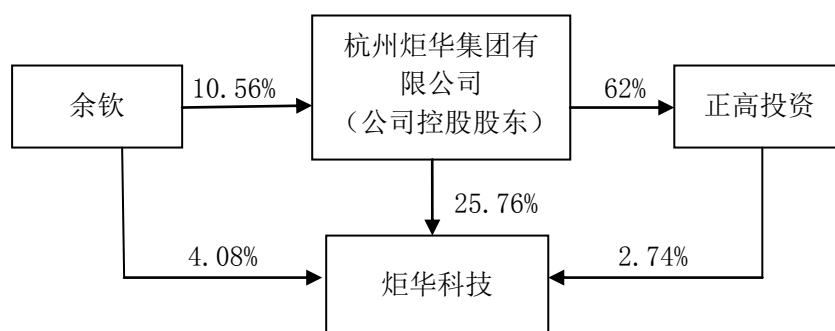 杭州炬华集团有
限公司
（公司控股股东）
余钦
10.56%
62%
正高投资
25.76%
4.08%
2.74%
炬华科技